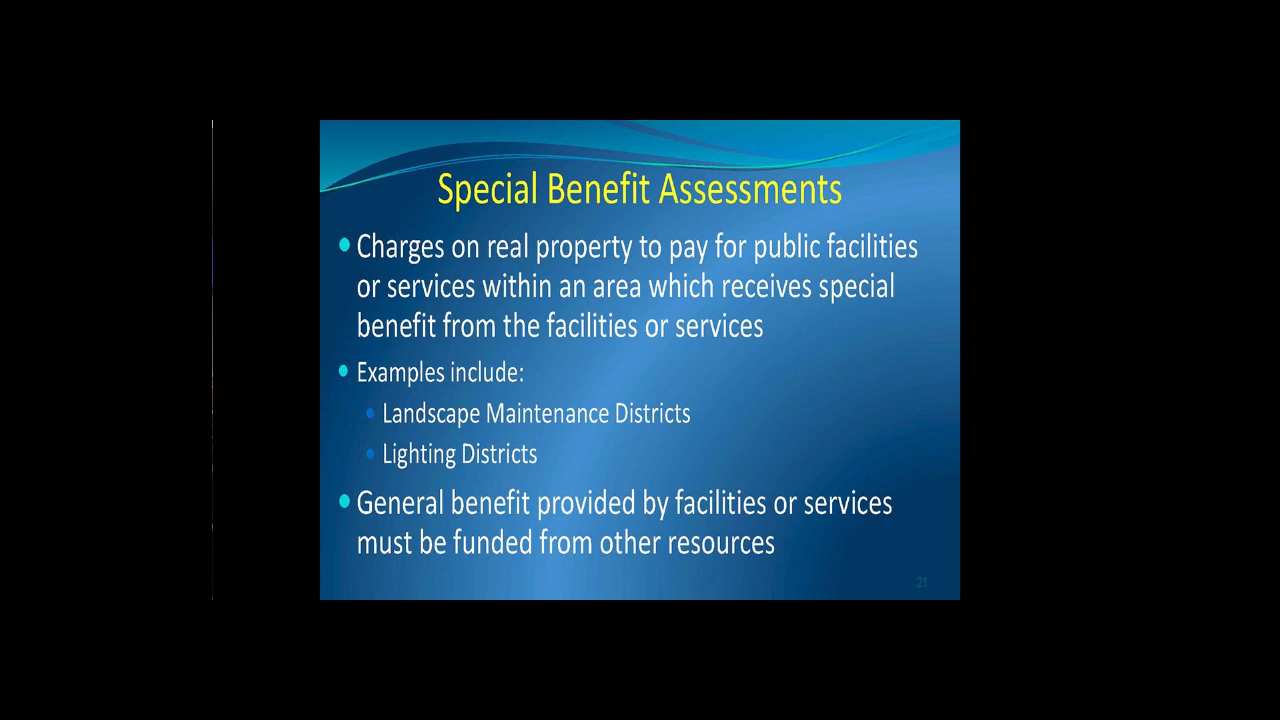 Special Benefit Assessments
Charges on real property to pay for public facilities
or services within an area which receives special
benefit from the facilities or services
Examples include:
Landscape Maintenance Districts
Lighting Districts
General benefit provided by facilities or services
must be funded from other resources
21